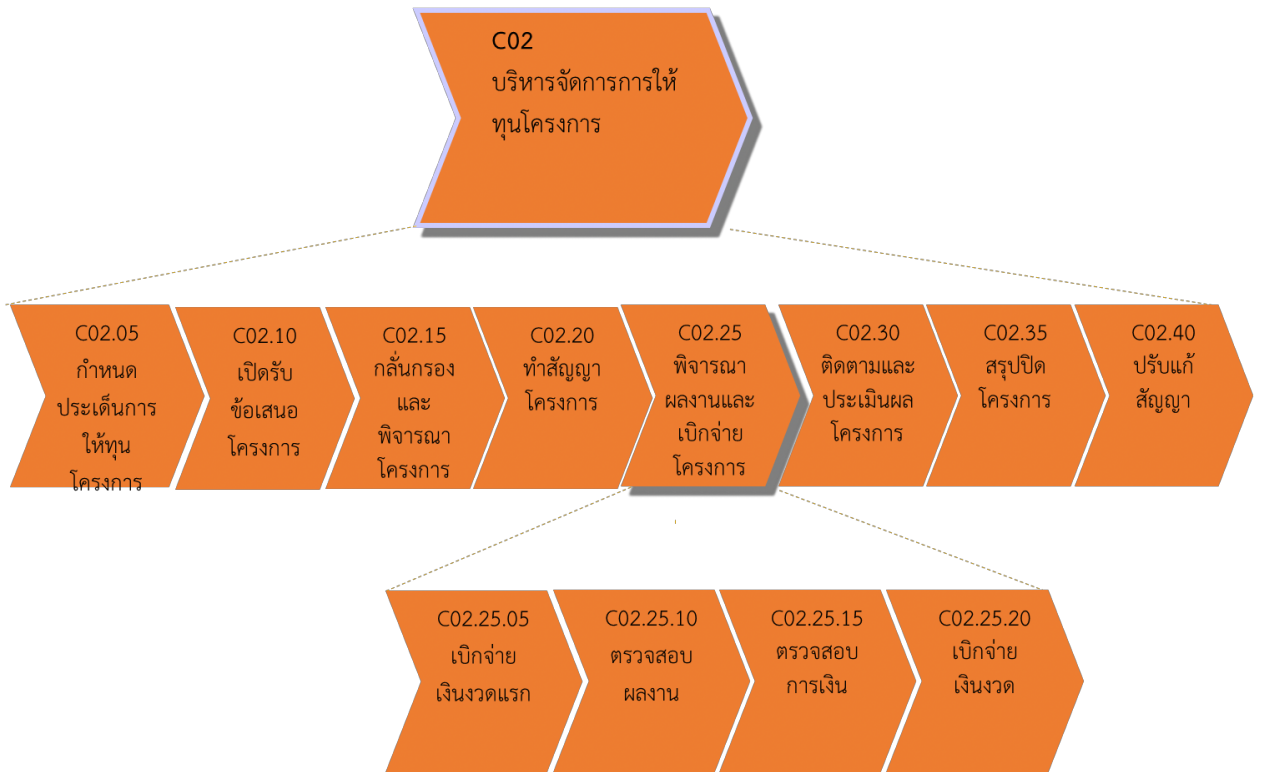 C02
บริหารจัดการการให้
ทุนโครงการ
C02.05
กำหนด
ประเด็นการ
ให้ทุน
โครงการ
C02.10
เปิดรับ
ข้อเสนอ
โครงการ
C02.15
กลั่นกรอง
และ
พิจารณา
โครงการ
C02.20
ทำสัญญา
โครงการ
C02.25
พิจารณา
ผลงานและ
เบิกจ่าย
โครงการ
C02.30
ติดตามและ
ประเมินผล
โครงการ
C02.35
สรุปปิด
โครงการ
C02.40
ปรับแก้
สัญญา
C02.25.05
เบิกจ่าย
เงินงวดแรก
C02.25.10
ตรวจสอบ
ผลงาน
C02.25.15
ตรวจสอบ
การเงิน
C02.25.20
เบิกจ่าย
เงินงวด